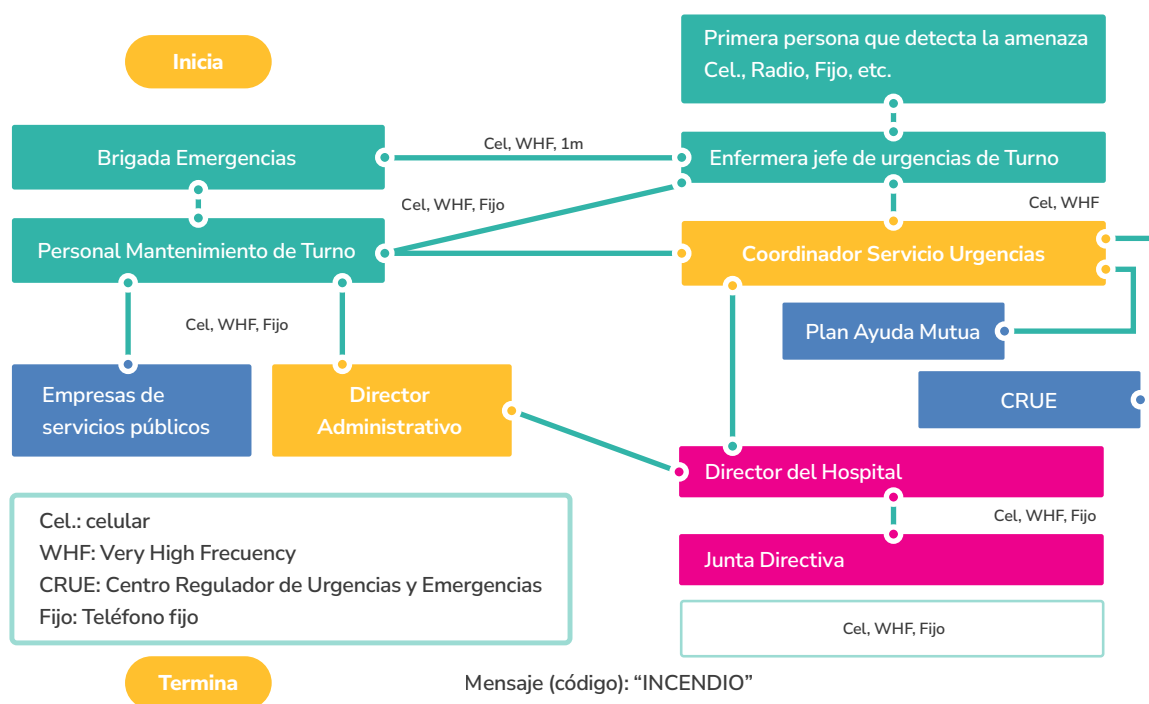 Inicia
Primera persona que detecta la amenaza
Cel., Radio, Fijo, etc.
Brigada Emergencias
Cel, WHF, 1m
Enfermera jefe de urgencias de Turno
Cel, WHF, Fijo
Cel, WHF
Personal Mantenimiento de Turno
Coordinador Servicio Urgencias
Cel, WHF, Fijo
Plan Ayuda Mutua
Empresas de
servicios públicos
Director
Administrativo
CRUE
Director del Hospital
Cel, WHF, Fijo
Junta Directiva
Cel, WHF, Fijo
Cel.: celular
WHF: Very High Frecuency
CRUE: Centro Regulador de Urgencias y Emergencias
Fijo: Teléfono fijo
Termina
Mensaje (código): “INCENDIO”